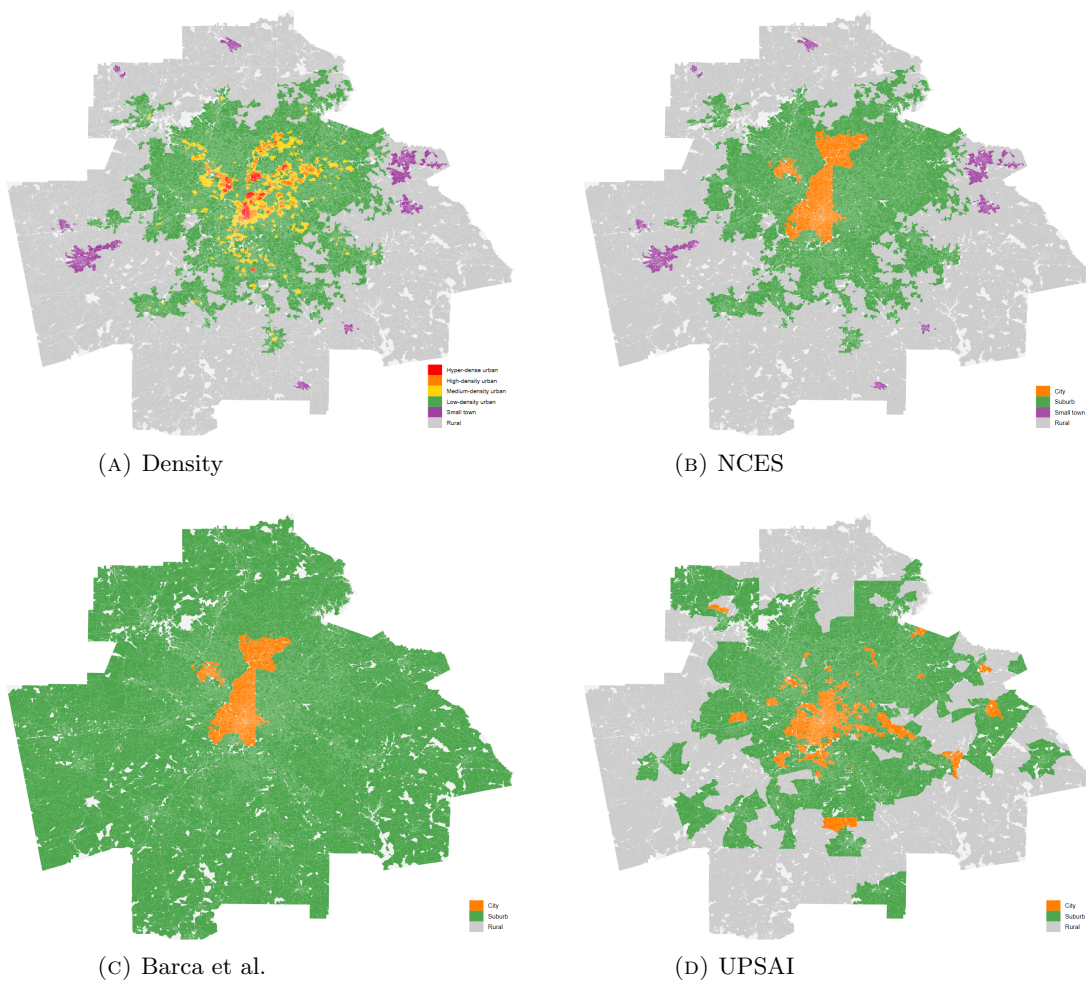 Hyper-dense urban
High-density urban
Medium-density urban
Low-density urban
Small town
Rural
(A) Density
City
Suburb
Small town
Rural
(B) NCES
City
Suburb
Rural
(C) Barca et al.
City
Suburb
Rural
(D) UPSAI